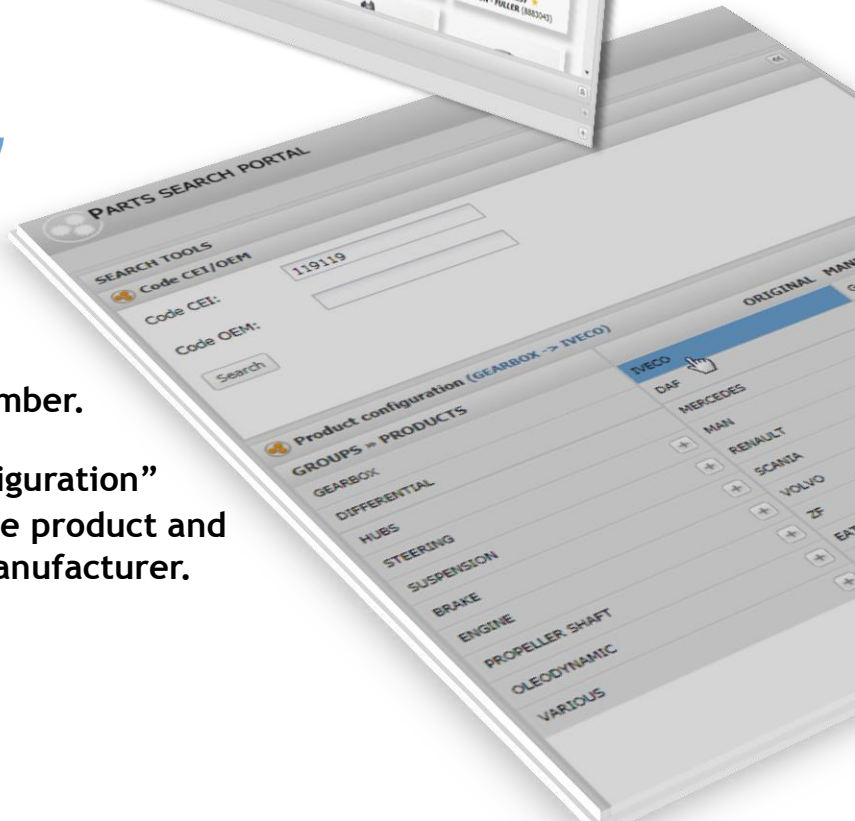 FULLER (8883043)
PARTS SEARCH PORTAL
SEARCH TOOLS
Code CEI/OEM
Code CEI: 119119
Code OEM:
Search
Product configuration (GEARBOX -> IVECO)
GROUPS » PRODUCTS
ORIGINAL
GEARBOX
DIFFERENTIAL
HUBS
STEERING
SUSPENSION
BRAKE
ENGINE
PROPELLER SHAFT
OLEODYNAMIC
VARIOUS
IVECO
DAF
MERCEDES
MAN
RENAULT
SCANIA
VOLVO
ZF
mber.
iguration”
e product and
anufacturer.